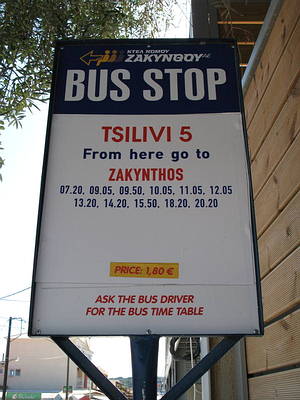 ΚΤΕΛ ΝΟΜΟΥ
ΖΑΚΥΝΘΟΥ ΑΕ
BUS STOP
TSILIVI 5
From here go to
ZAKYNTHOS
07.20, 09.05, 09.50, 10.05, 11.05, 12.05
13.20, 14.20, 15.50, 18.20, 20.20
PRICE: 1,80 €
ASK THE BUS DRIVER
FOR THE BUS TIME TABLE